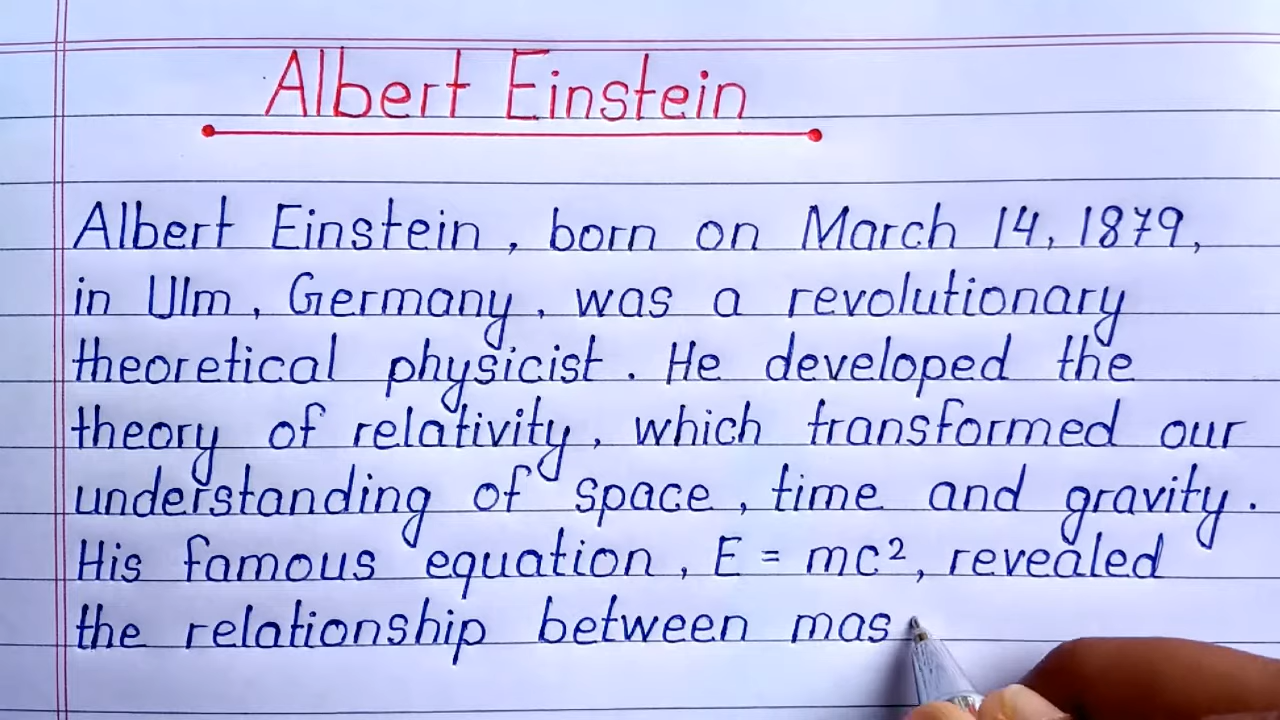 Albert Einstein
Albert Einstein, born on March 14, 1879,
in Ulm, Germany, was a revolutionary
theoretical physicist. He developed the
theory of relativity, which transformed our
understanding of space, time and gravity.
His famous equation, E = mc², revealed
the relationship between mas